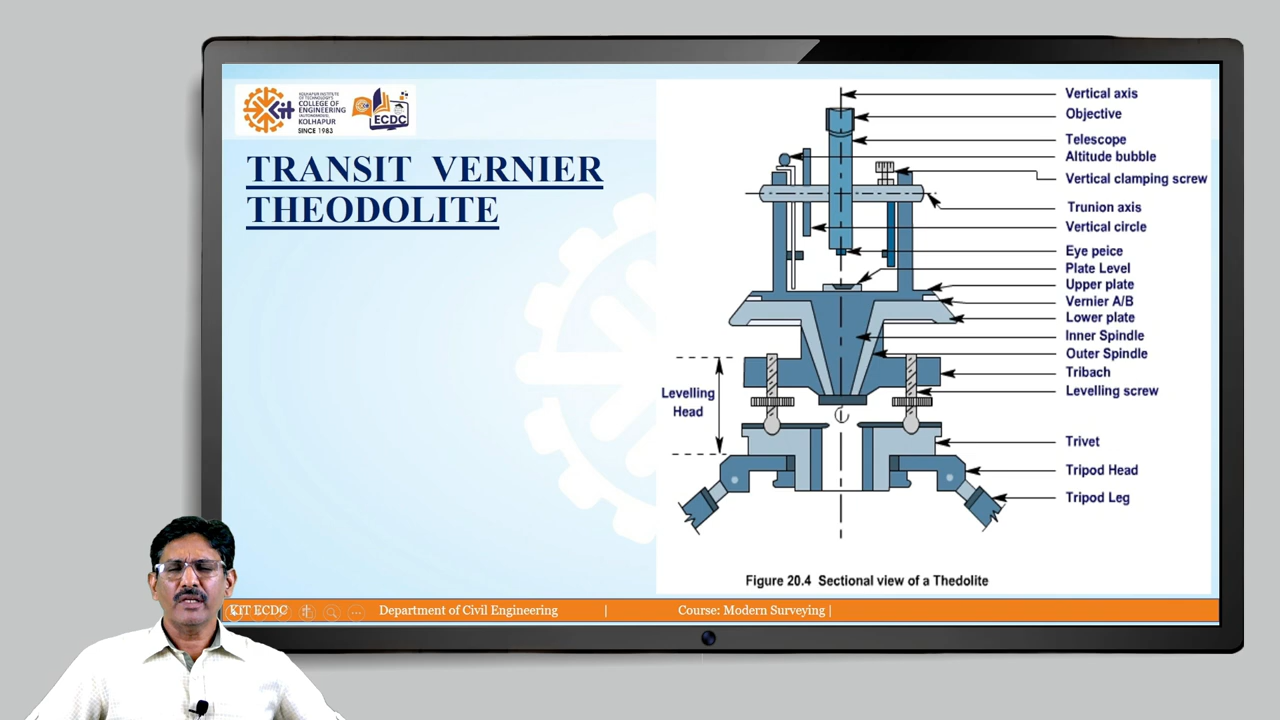 KOLHAPUR INSTITUTE
OF TECHNOLOGY'S
COLLEGE OF
ENGINEERING
(AUTONOMOUS),
KOLHAPUR
SINCE 1983
Kit
ECDC
TRANSIT VERNIER
THEODOLITE
Vertical axis
Objective
Telescope
Altitude bubble
Vertical clamping screw
Trunion axis
Vertical circle
Eye peice
Plate Level
Upper plate
Vernier A/B
Lower plate
Inner Spindle
Outer Spindle
Tribach
Levelling screw
Levelling
Head
Trivet
Tripod Head
Tripod Leg
Figure 20.4 Sectional view of a Thedolite
KIT ECDC | Department of Civil Engineering | Course: Modern Surveying |